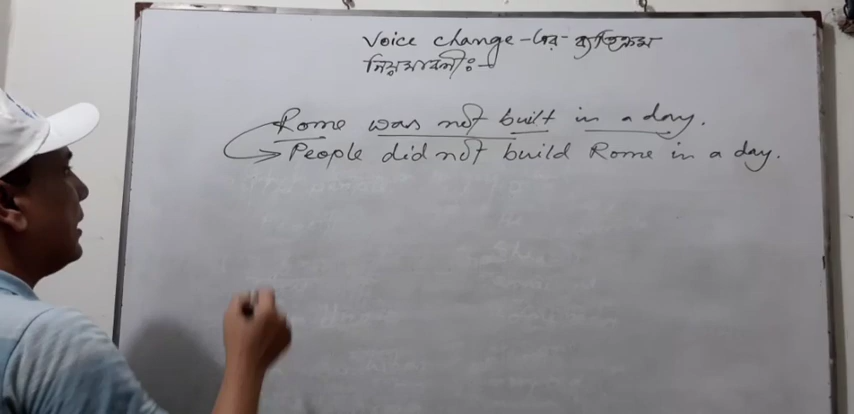 Voice change-এর-ব্যতিক্রম
নিয়মাবলীঃ-
Rome was not built in a day.
People did not build Rome in a day.